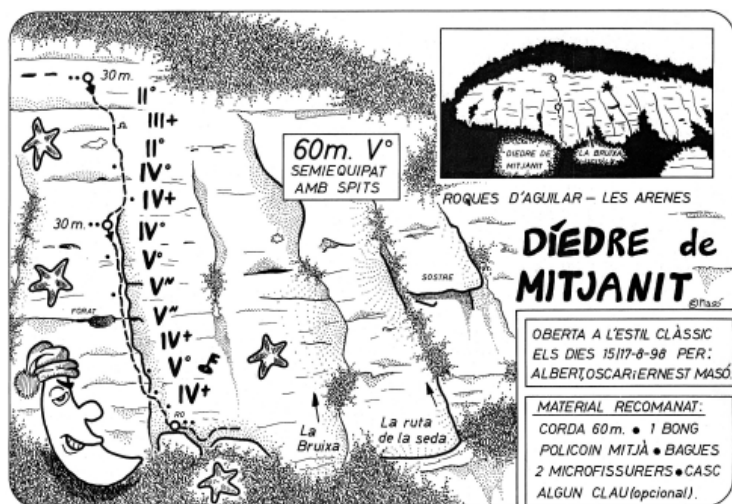 30 m.
II°
III+
II°
IV°
IV+
30 m.
IV°
V°
V"
V"
FORAT
IV+
V°
IV+
RO
60m. V°
SEMIEQUIPAT
AMB SPITS
La
Bruixa
La ruta
de la seda.
SOSTRE
DIEDRE DE
MITJANIT
LA BRUIXA
ROQUES D'AGUILAR – LES ARENES
DÍEDRE de
MITJANIT
©Masó
OBERTA A L'ESTIL CLÀSSIC
ELS DIES 15/17-8-98 PER:
ALBERT,OSCAR i ERNEST MASÓ.
MATERIAL RECOMANAT:
CORDA 60 m. • 1 BONG
POLICOIN MITJÀ • BAGUES
2 MICROFISSURERS • CASC
ALGUN CLAU (opcional).